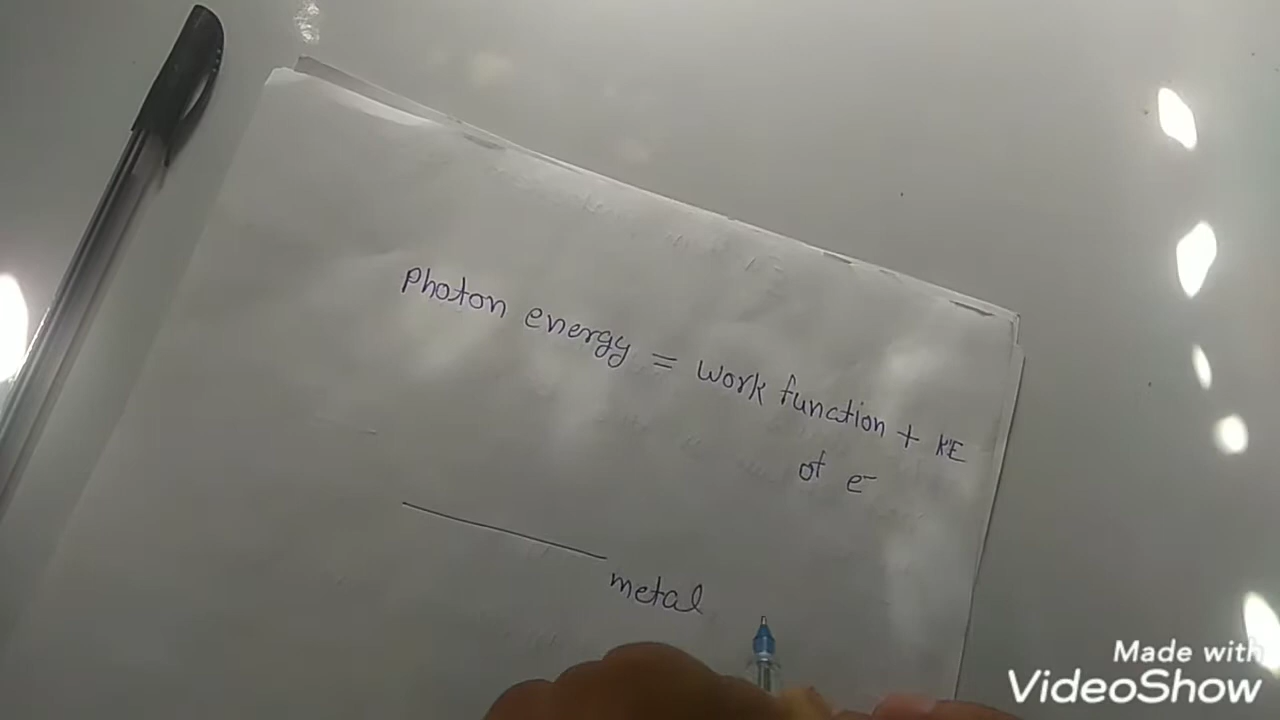 Photon energy = work function + KE
of e⁻
metal
Made with
VideoShow